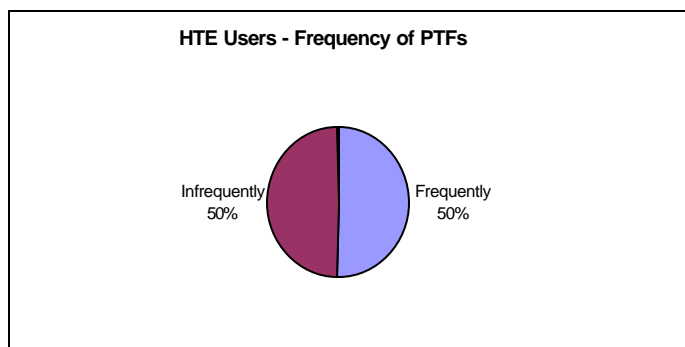 HTE Users - Frequency of PTFs
Infrequently
50%
Frequently
50%